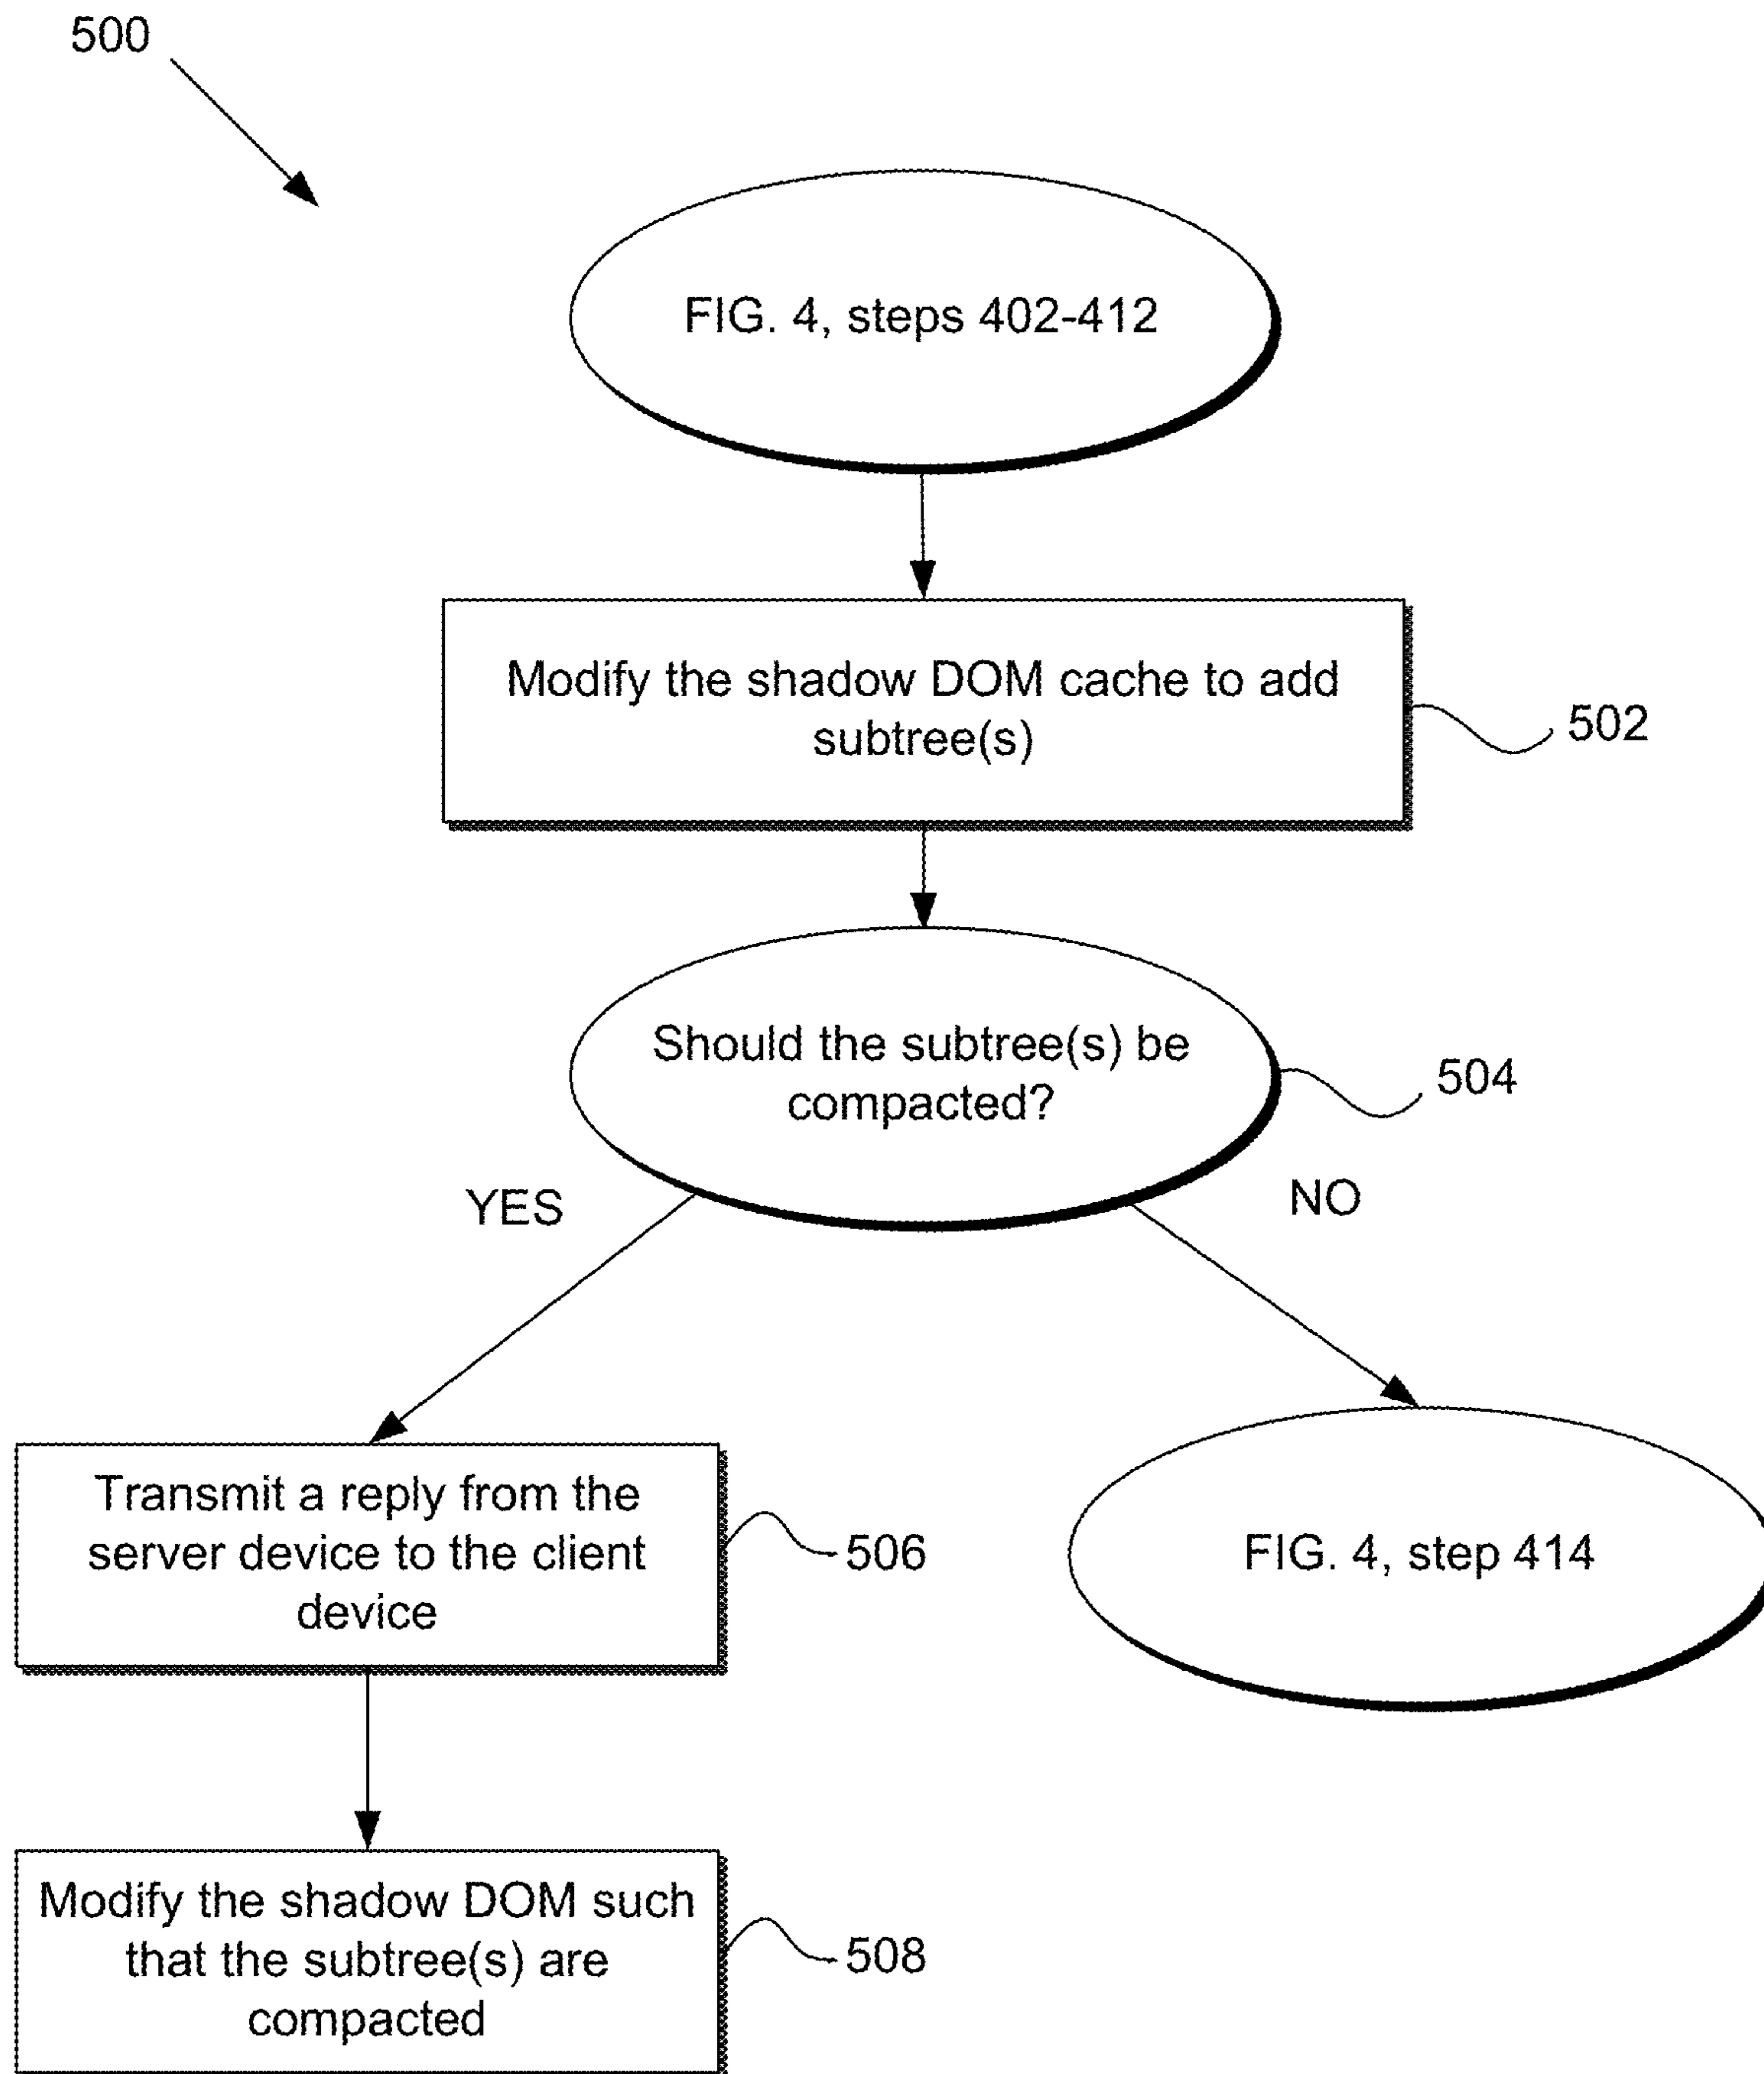 500
FIG. 4, steps 402-412
Modify the shadow DOM cache to add
subtree(s)
502
Should the subtree(s) be
compacted?
504
YES
NO
Transmit a reply from the
server device to the client
device
506
FIG. 4, step 414
Modify the shadow DOM such
that the subtree(s) are
compacted
508